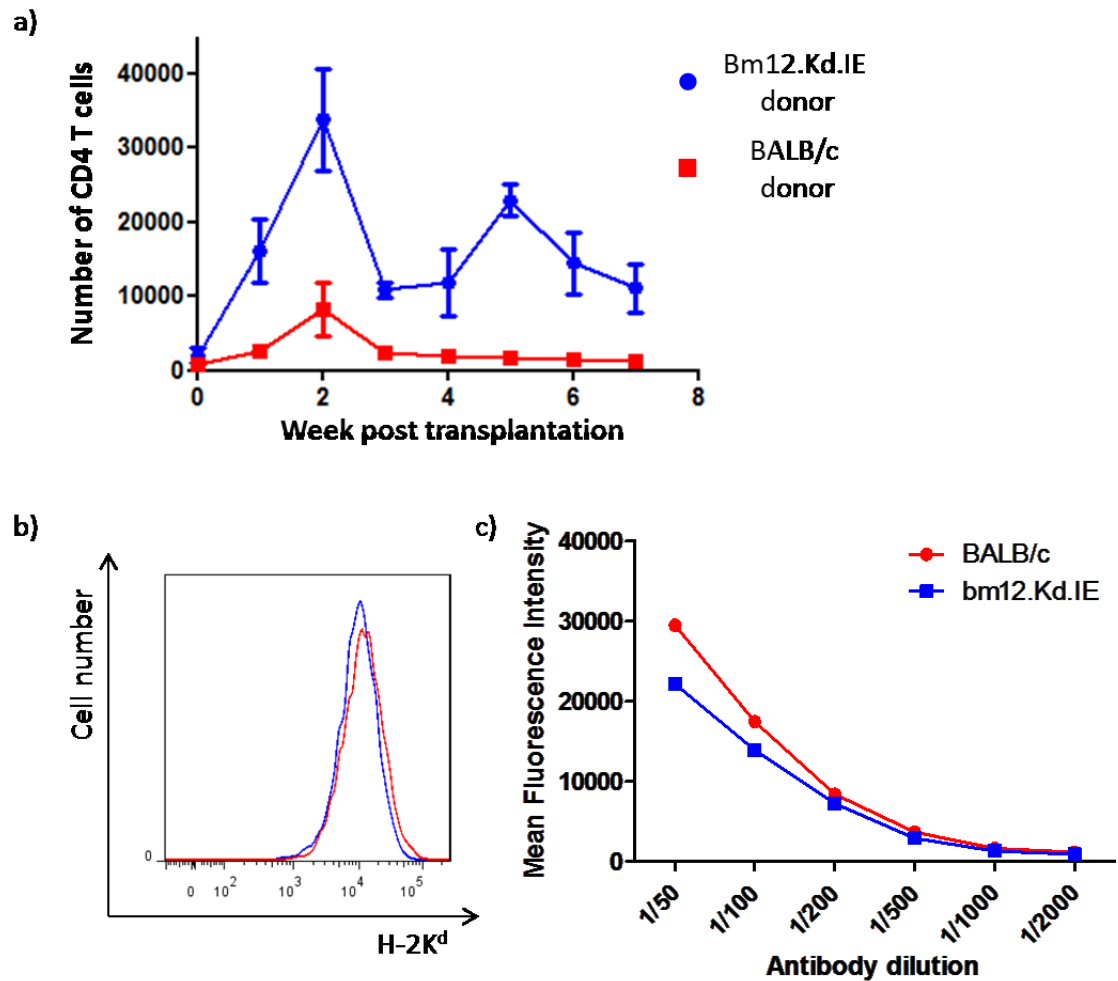 a)
Number of CD4 T cells
40000
30000
20000
10000
0
0
2
4
6
8
Week post transplantation
Bm12.Kd.IE
donor
BALB/c
donor
b)
Cell number
0
0
10²
10³
10⁴
10⁵
H-2Kᵈ
c)
Mean Fluorescence Intensity
40000
30000
20000
10000
0
1/50
1/100
1/200
1/500
1/1000
1/2000
Antibody dilution
BALB/c
bm12.Kd.IE